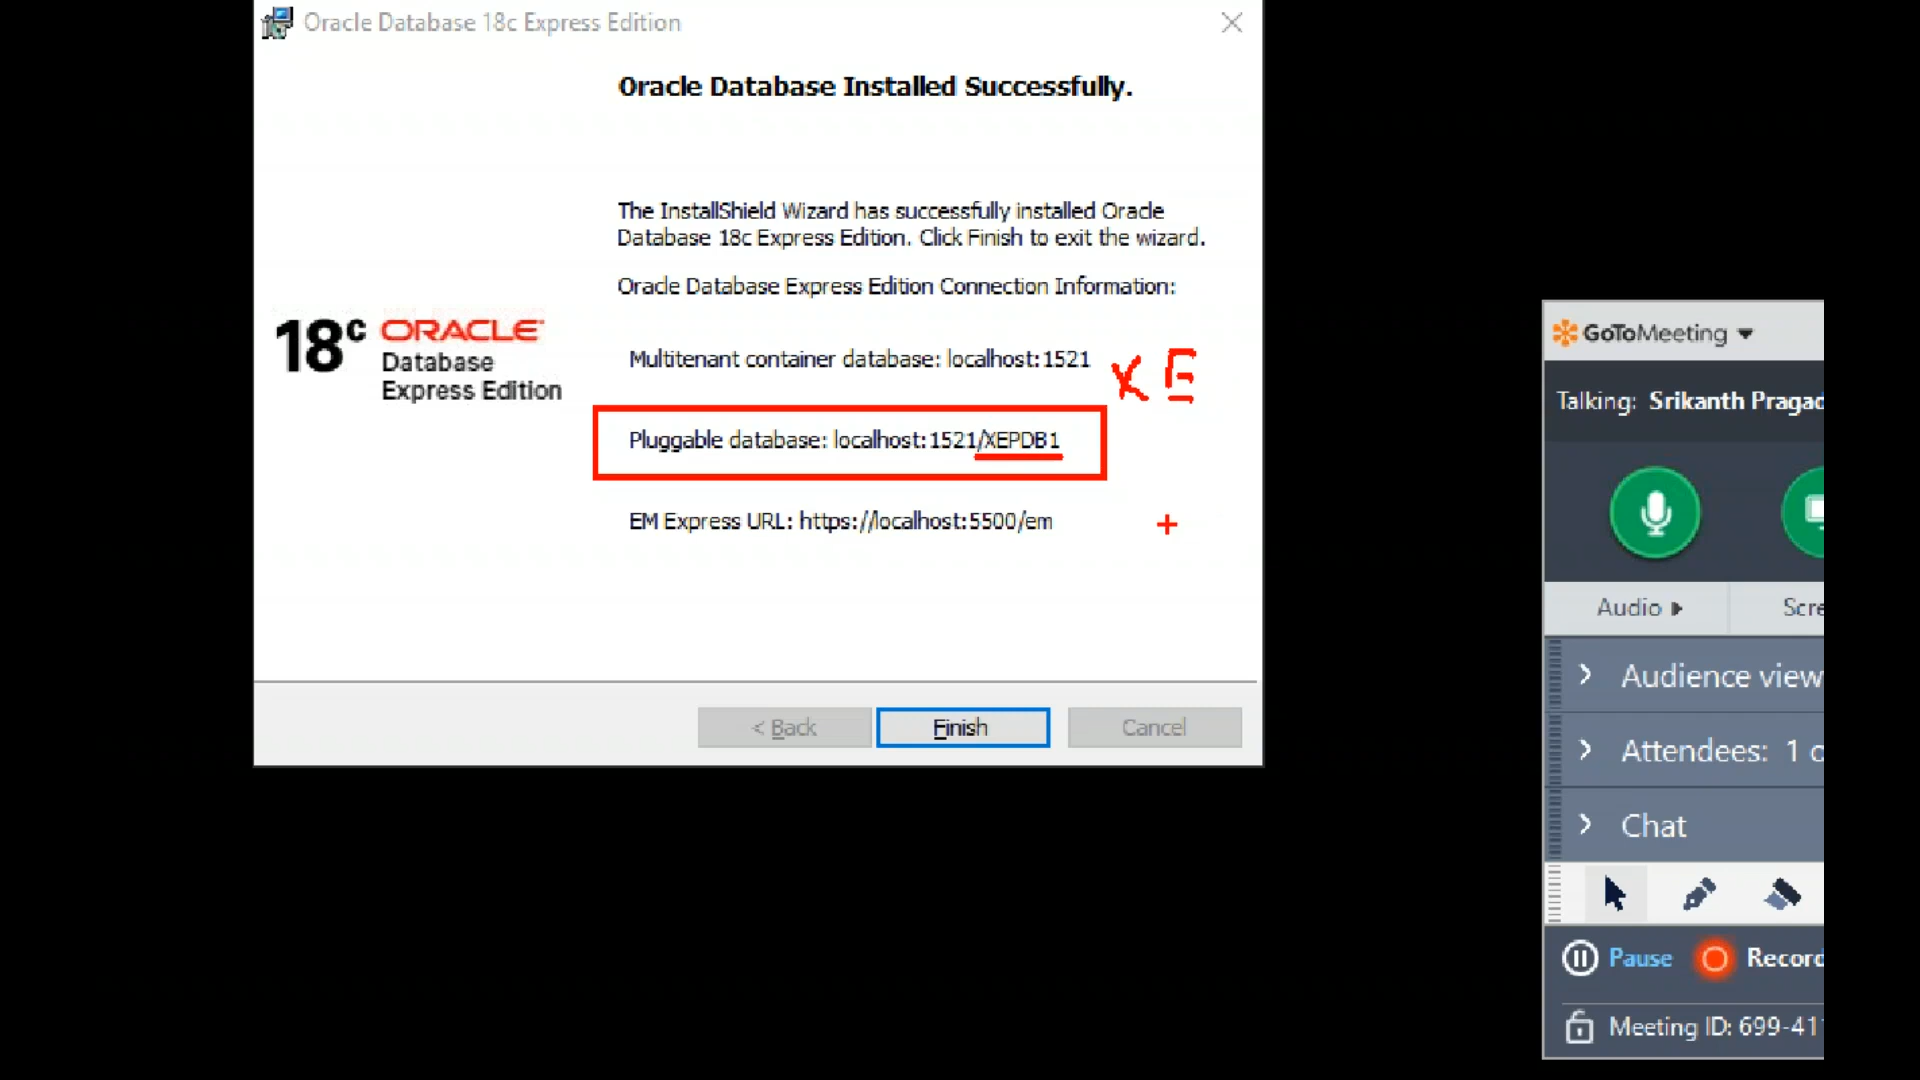 Oracle Database 18c Express Edition
Oracle Database Installed Successfully.
The InstallShield Wizard has successfully installed Oracle
Database 18c Express Edition. Click Finish to exit the wizard.
Oracle Database Express Edition Connection Information:
18c ORACLE
Database
Express Edition
Multitenant container database: localhost:1521
XE
Pluggable database: localhost:1521/XEPDB1
EM Express URL: https://localhost:5500/em
< Back
Finish
Cancel
GoToMeeting
Talking: Srikanth Pragad
Audio
Scre
Audience view
Attendees: 1 o
Chat
Pause
Record
Meeting ID: 699-41